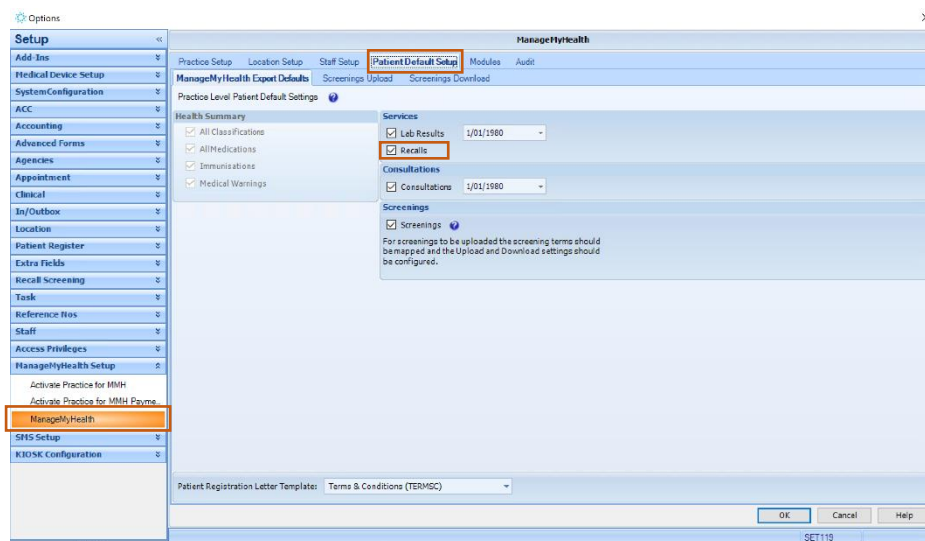 Options
Setup «
ManageMyHealth
Add-Ins
Medical Device Setup
SystemConfiguration
ACC
Accounting
Advanced Forms
Agencies
Appointment
Clinical
In/Outbox
Location
Patient Register
Extra Fields
Recall Screening
Task
Reference Nos
Staff
Access Privileges
ManageMyHealth Setup
Activate Practice for MMH
Activate Practice for MMH Payme..
ManageMyHealth
SMS Setup
KIOSK Configuration
Practice Setup Location Setup Staff Setup Patient Default Setup Modules Audit
ManageMyHealth Export Defaults Screenings Upload Screenings Download
Practice Level Patient Default Settings ?
Health Summary
All Classifications
All Medications
Immunisations
Medical Warnings
Services
Lab Results 1/01/1980
Recalls
Consultations
Consultations 1/01/1980
Screenings
Screenings ?
For screenings to be uploaded the screening terms should
be mapped and the Upload and Download settings should
be configured.
Patient Registration Letter Template: Terms & Conditions (TERMSC)
OK Cancel Help
SET119